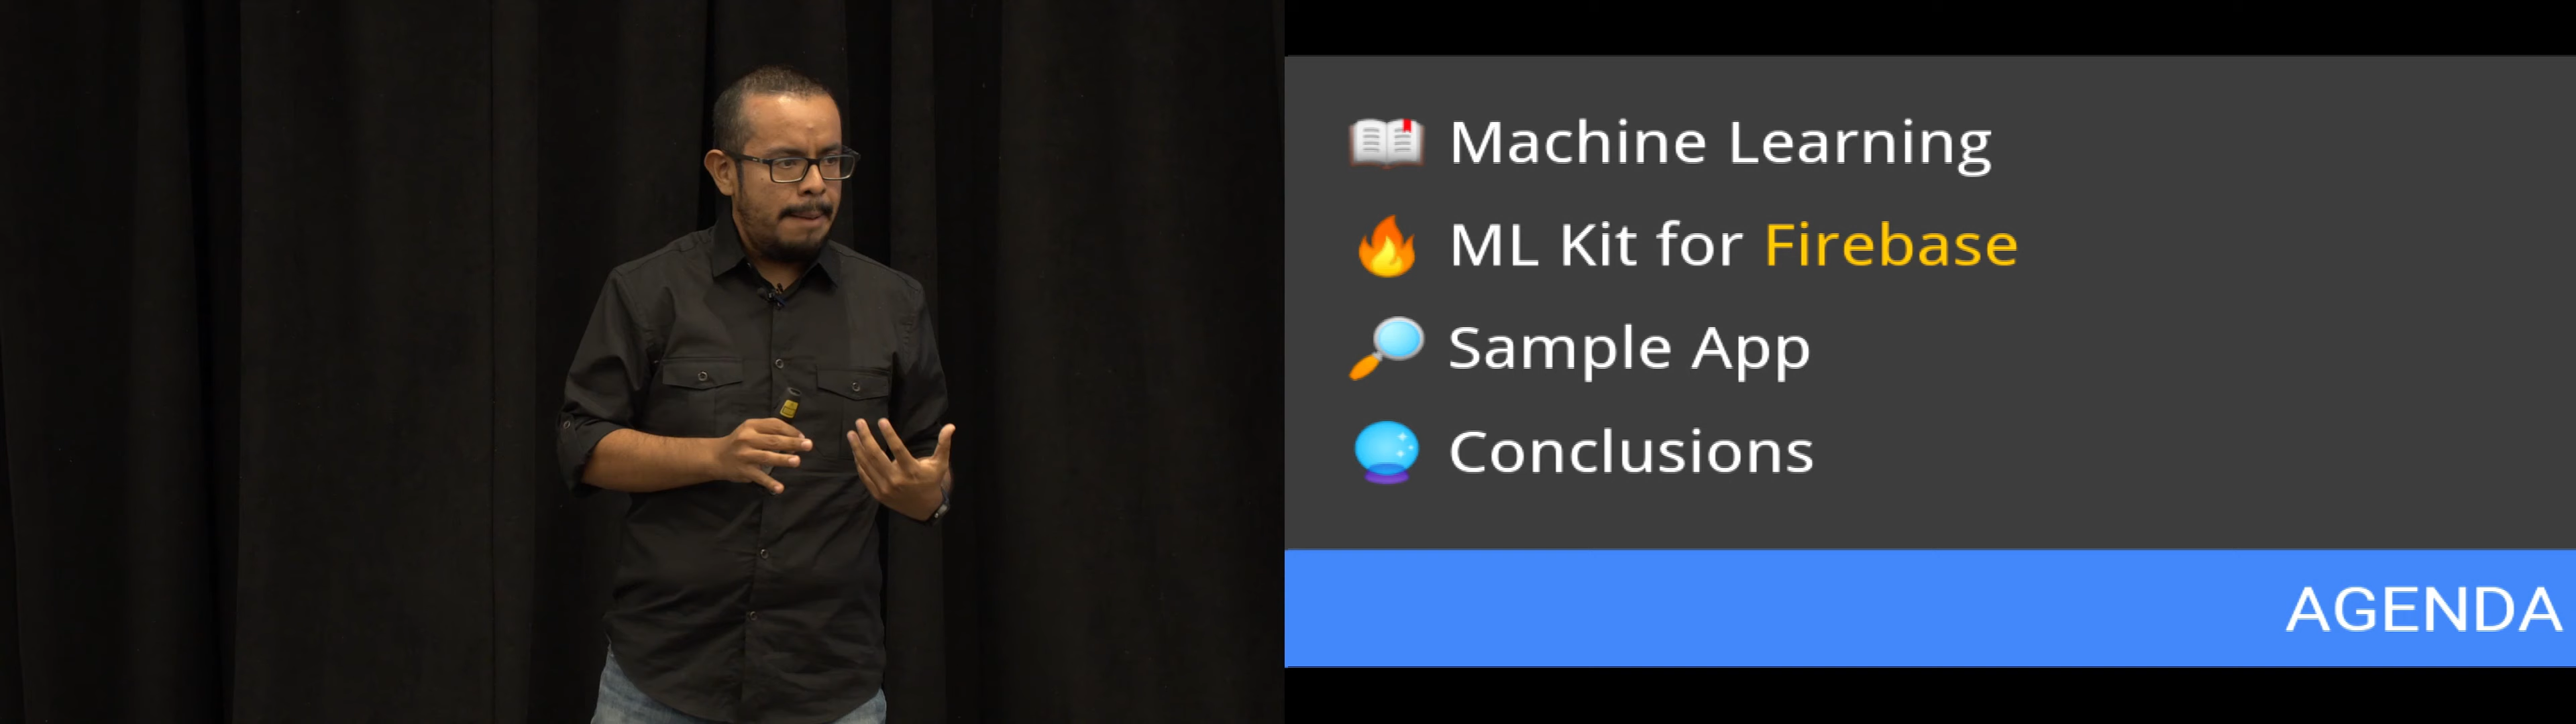 Machine Learning
ML Kit for Firebase
Sample App
Conclusions
AGENDA